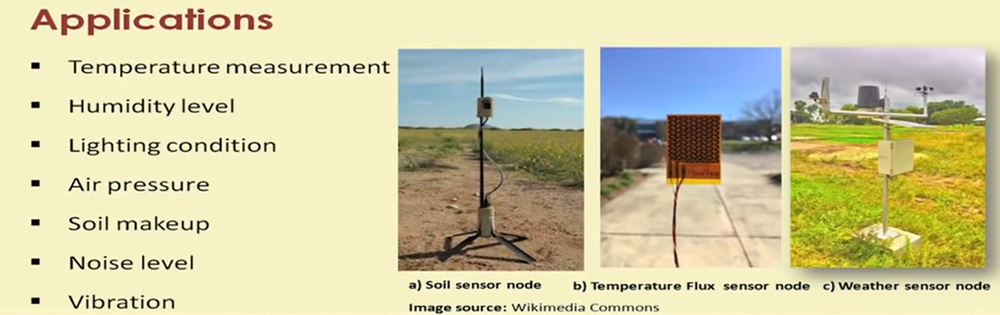 Applications
▪ Temperature measurement
▪ Humidity level
▪ Lighting condition
▪ Air pressure
▪ Soil makeup
▪ Noise level
▪ Vibration
a) Soil sensor node b) Temperature Flux sensor node c) Weather sensor node
Image source: Wikimedia Commons